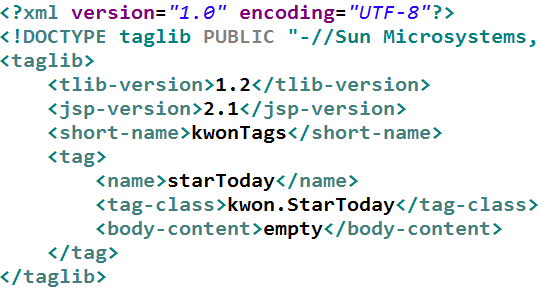 <?xml version="1.0" encoding="UTF-8"?>
<!DOCTYPE taglib PUBLIC "-//Sun Microsystems,
<taglib>
    <tlib-version>1.2</tlib-version>
    <jsp-version>2.1</jsp-version>
    <short-name>kwonTags</short-name>
    <tag>
        <name>starToday</name>
        <tag-class>kwon.StarToday</tag-class>
        <body-content>empty</body-content>
    </tag>
</taglib>